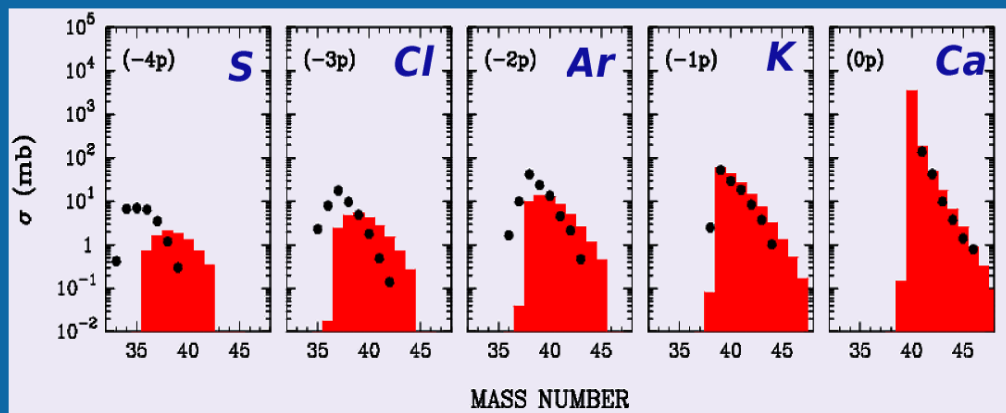 10⁵
10⁴
10³
10²
10¹
1
10⁻¹
10⁻²
σ (mb)
(−4p) S
(−3p) Cl
(−2p) Ar
(−1p) K
(0p) Ca
35 40 45 35 40 45 35 40 45 35 40 45 35 40 45
MASS NUMBER